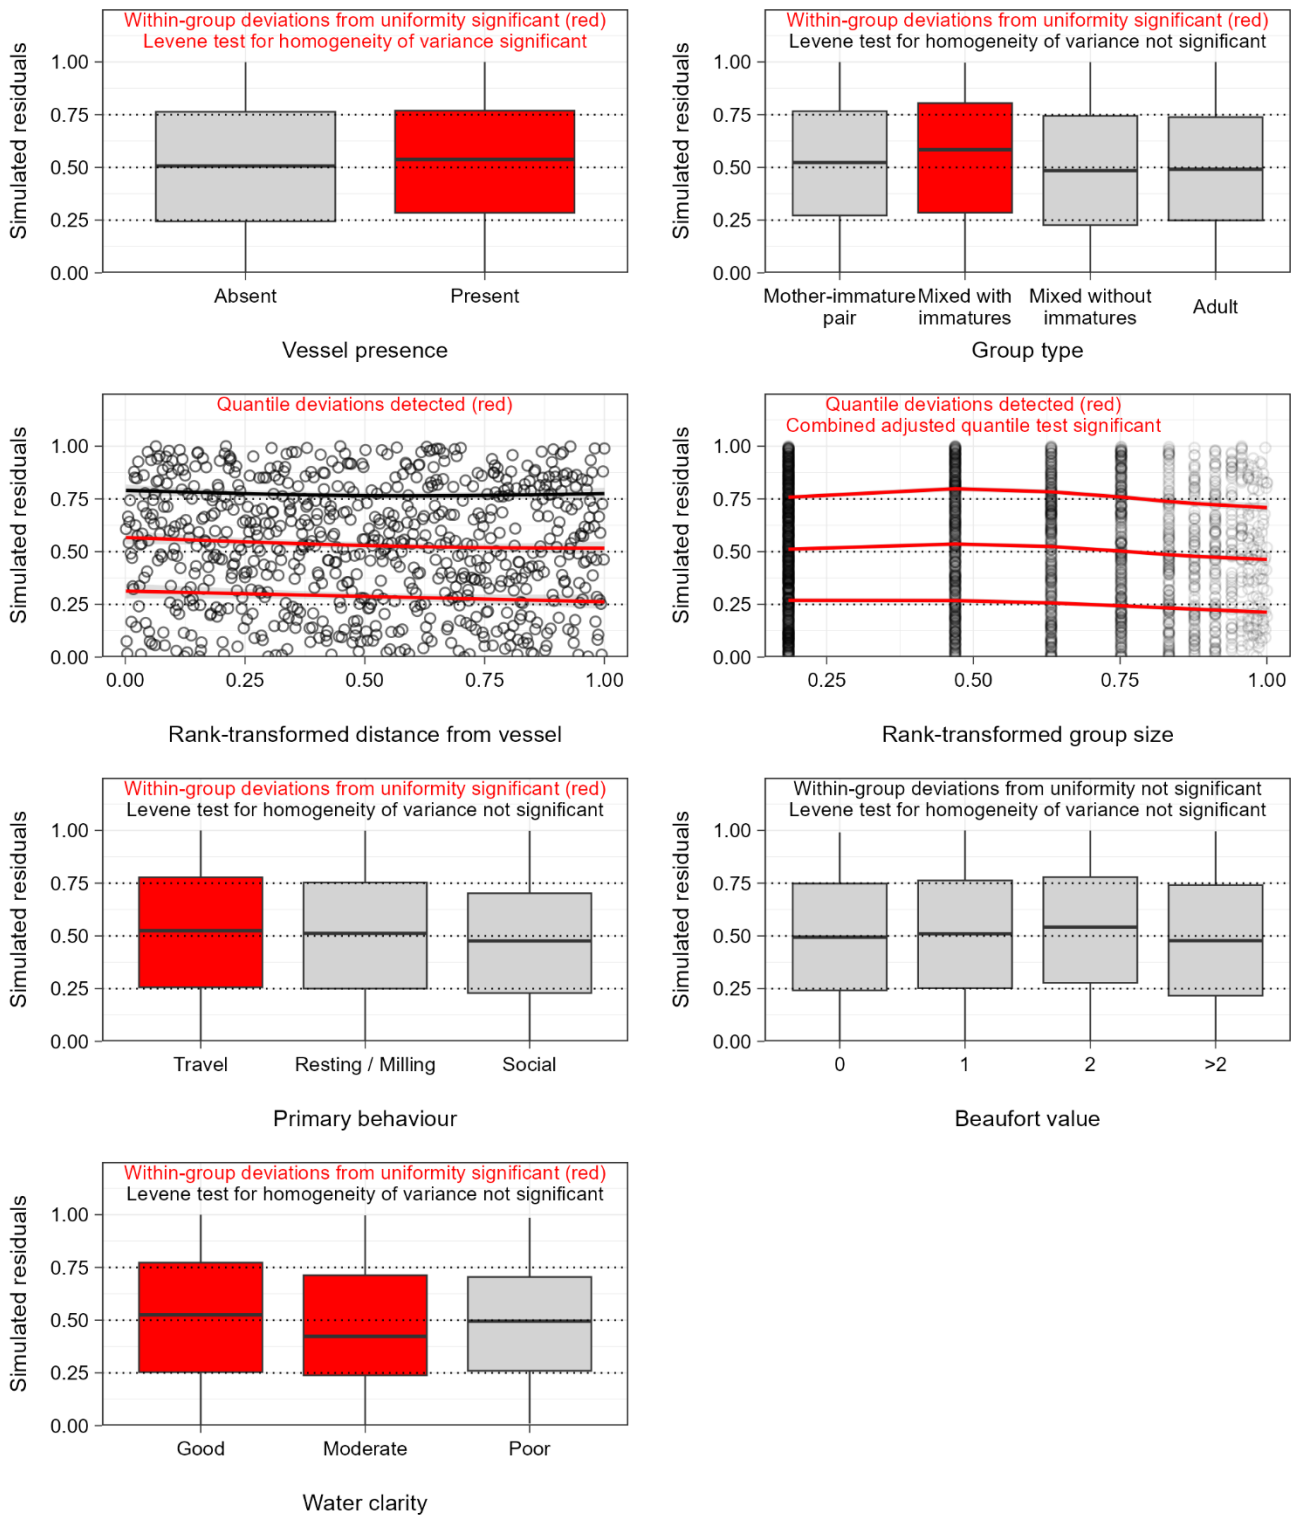 Within-group deviations from uniformity significant (red)
Levene test for homogeneity of variance significant
Simulated residuals
1.00
0.75
0.50
0.25
0.00
Absent
Present
Vessel presence
Within-group deviations from uniformity significant (red)
Levene test for homogeneity of variance not significant
Simulated residuals
1.00
0.75
0.50
0.25
0.00
Mother-immature
pair
Mixed with
immatures
Mixed without
immatures
Adult
Group type
Quantile deviations detected (red)
Simulated residuals
1.00
0.75
0.50
0.25
0.00
0.00
0.25
0.50
0.75
1.00
Rank-transformed distance from vessel
Quantile deviations detected (red)
Combined adjusted quantile test significant
Simulated residuals
1.00
0.75
0.50
0.25
0.00
0.25
0.50
0.75
1.00
Rank-transformed group size
Within-group deviations from uniformity significant (red)
Levene test for homogeneity of variance not significant
Simulated residuals
1.00
0.75
0.50
0.25
0.00
Travel
Resting / Milling
Social
Primary behaviour
Within-group deviations from uniformity not significant
Levene test for homogeneity of variance not significant
Simulated residuals
1.00
0.75
0.50
0.25
0.00
0
1
2
>2
Beaufort value
Within-group deviations from uniformity significant (red)
Levene test for homogeneity of variance not significant
Simulated residuals
1.00
0.75
0.50
0.25
0.00
Good
Moderate
Poor
Water clarity